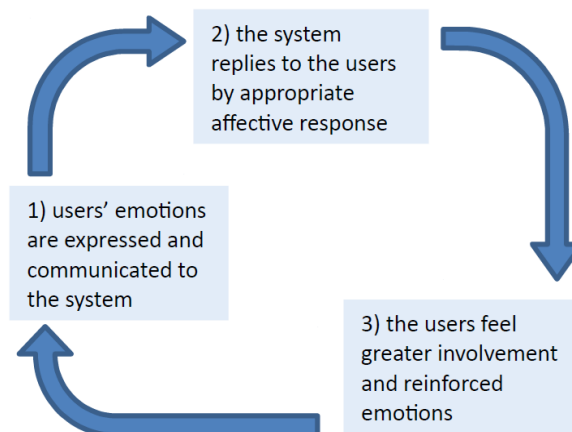 2) the system
replies to the users
by appropriate
affective response
1) users’ emotions
are expressed and
communicated to
the system
3) the users feel
greater involvement
and reinforced
emotions